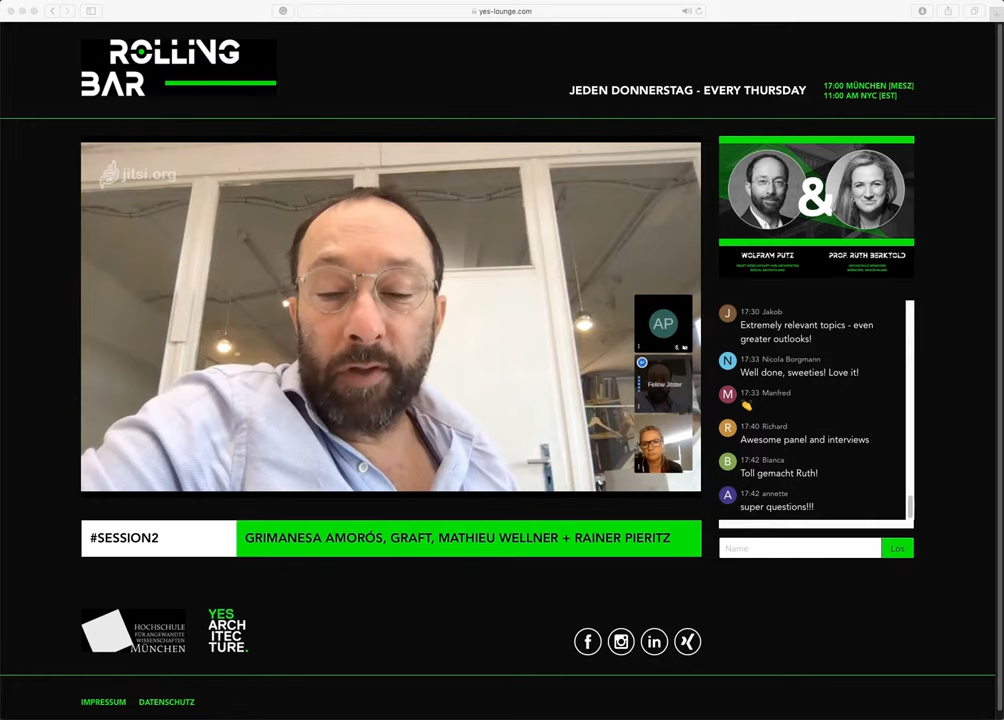 yes-lounge.com
ROLLING
BAR
JEDEN DONNERSTAG - EVERY THURSDAY
17:00 MÜNCHEN [MESZ]
11:00 AM NYC [EST]
jitsi.org
AP
Fellow Jitster
&
WOLFRAM PUTZ
PROF. RUTH BERKTOLD
J 17:30 Jakob
Extremely relevant topics - even
greater outlooks!
N 17:33 Nicola Borgmann
Well done, sweeties! Love it!
M 17:33 Manfred
👏
R 17:40 Richard
Awesome panel and interviews
B 17:42 Bianca
Toll gemacht Ruth!
A 17:42 annette
super questions!!!
Name
Los
#SESSION2
GRIMANESA AMORÓS, GRAFT, MATHIEU WELLNER + RAINER PIERITZ
HOCHSCHULE
FÜR ANGEWANDTE
WISSENSCHAFTEN
MÜNCHEN
YES
ARCH
ITEC
TURE.
IMPRESSUM
DATENSCHUTZ